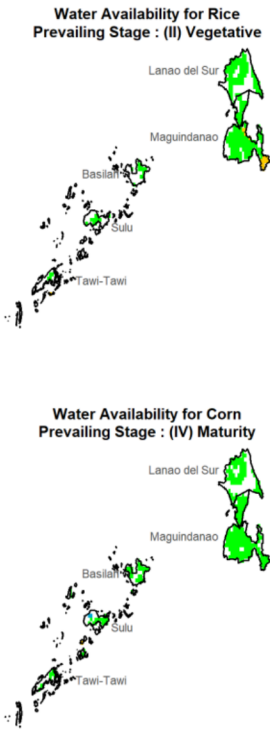 Water Availability for Rice
Prevailing Stage : (II) Vegetative
Lanao del Sur
Maguindanao
Basilan
Sulu
Tawi-Tawi
Water Availability for Corn
Prevailing Stage : (IV) Maturity
Lanao del Sur
Maguindanao
Basilan
Sulu
Tawi-Tawi